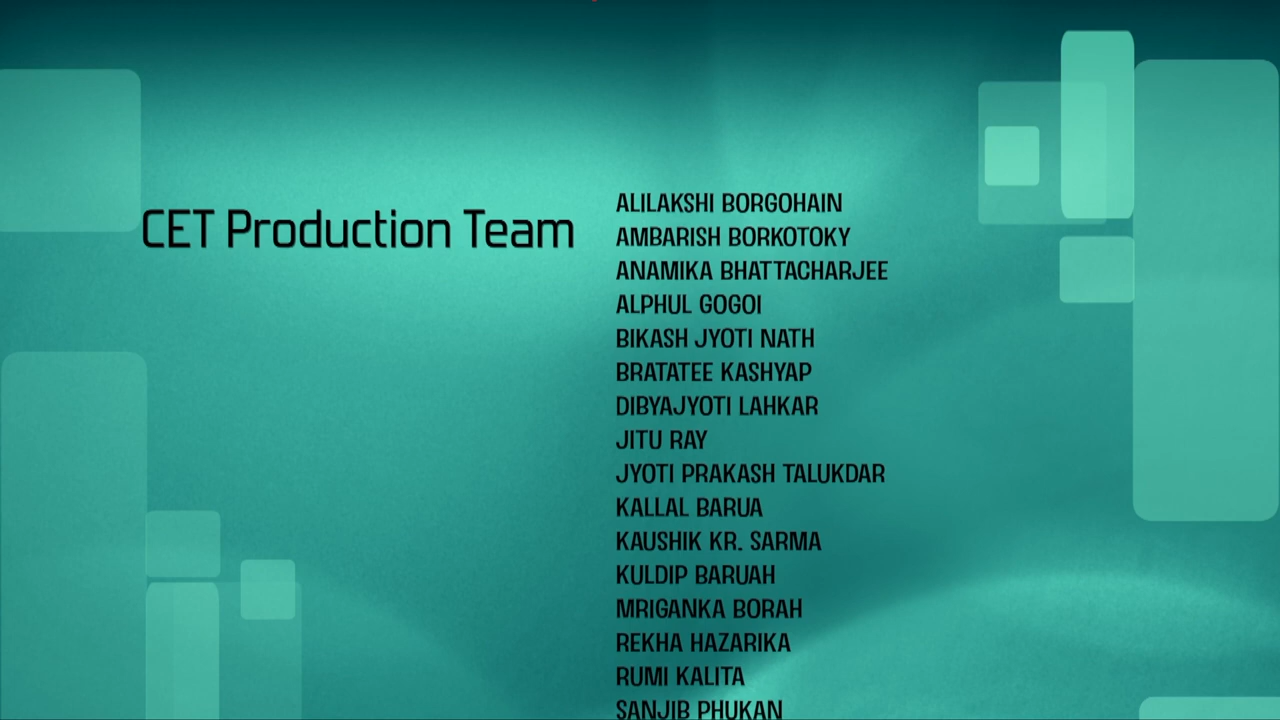 CET Production Team
ALILAKSHI BORGOHAIN
AMBARISH BORKOTOKY
ANAMIKA BHATTACHARJEE
ALPHUL GOGOI
BIKASH JYOTI NATH
BRATATEE KASHYAP
DIBYAJYOTI LAHKAR
JITU RAY
JYOTI PRAKASH TALUKDAR
KALLAL BARUA
KAUSHIK KR. SARMA
KULDIP BARUAH
MRIGANKA BORAH
REKHA HAZARIKA
RUMI KALITA
SANJIB PHUKAN